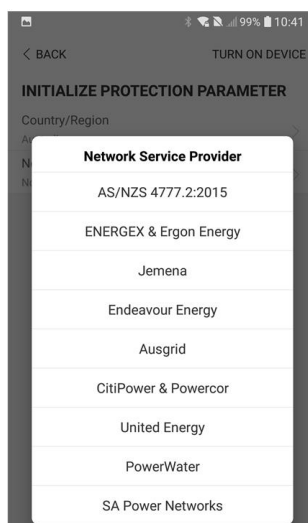 99% 10:41
BACK
TURN ON DEVICE
INITIALIZE PROTECTION PARAMETER
Country/Region
Network Service Provider
AS/NZS 4777.2:2015
ENERGEX & Ergon Energy
Jemena
Endeavour Energy
Ausgrid
CitiPower & Powercor
United Energy
PowerWater
SA Power Networks